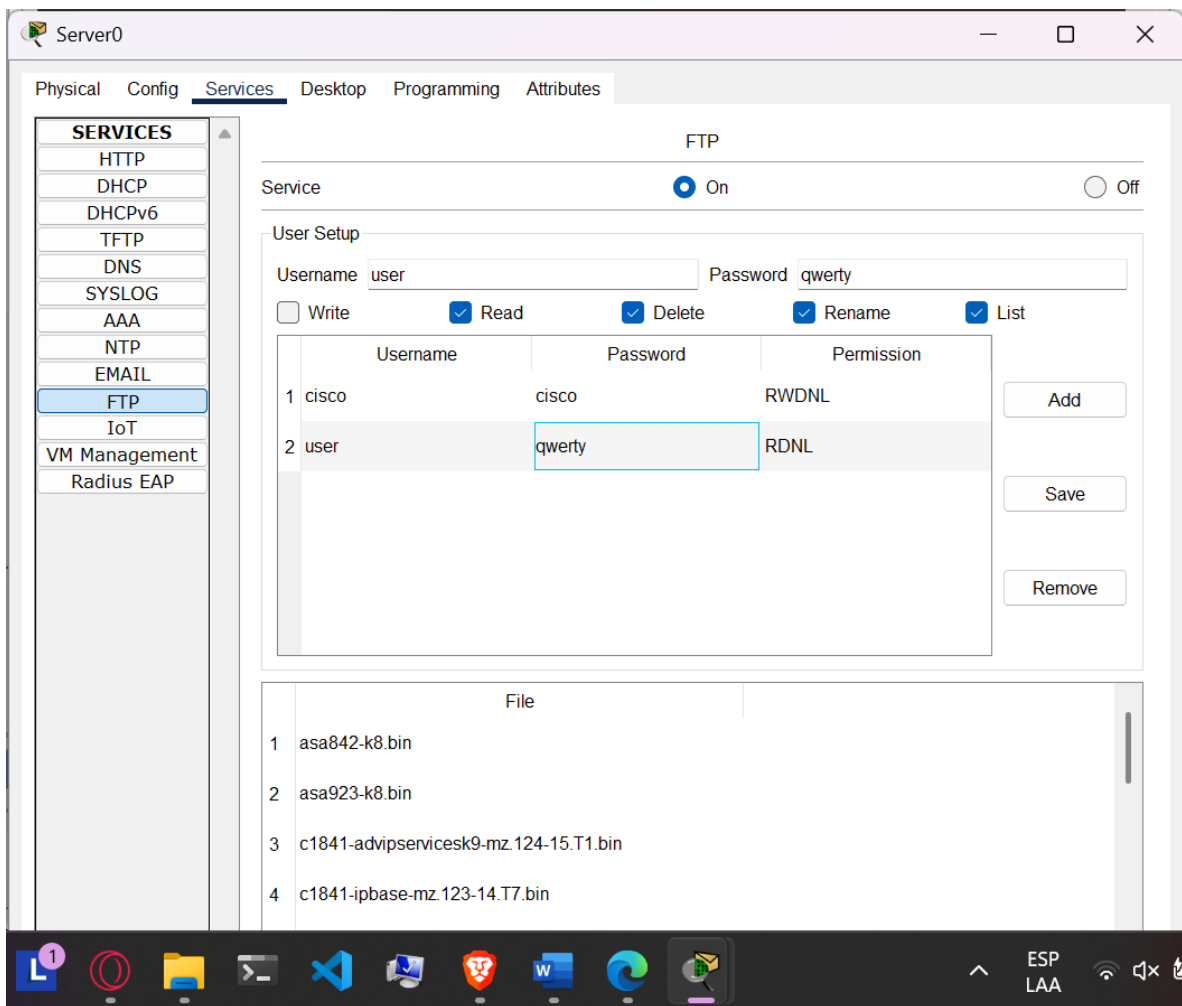 Server0
Physical Config Services Desktop Programming Attributes
SERVICES
HTTP
DHCP
DHCPv6
TFTP
DNS
SYSLOG
AAA
NTP
EMAIL
FTP
IoT
VM Management
Radius EAP
FTP
Service On Off
User Setup
Username user Password qwerty
Write Read Delete Rename List
Username Password Permission
1 cisco cisco RWDNL
2 user qwerty RDNL
Add
Save
Remove
File
1 asa842-k8.bin
2 asa923-k8.bin
3 c1841-advipservicesk9-mz.124-15.T1.bin
4 c1841-ipbase-mz.123-14.T7.bin
L 1 W ESP
LAA